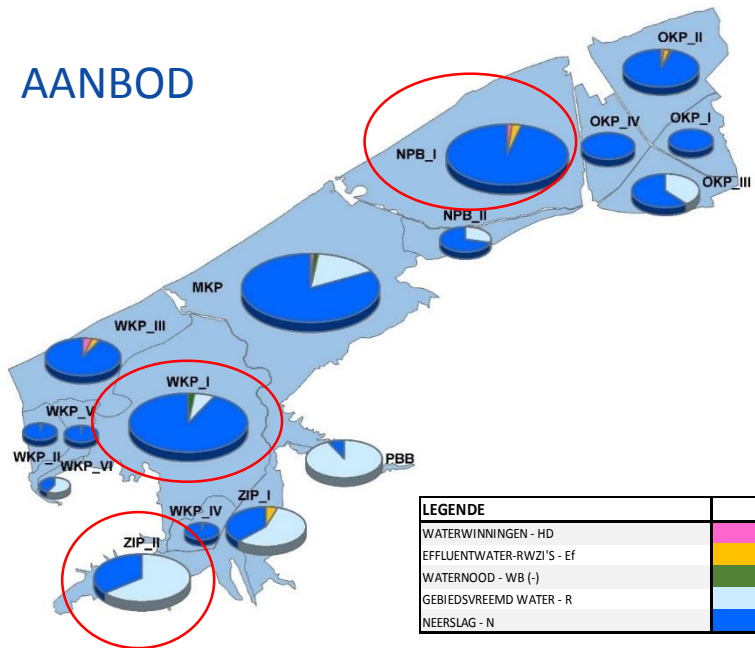 AANBOD
OKP_II
OKP_IV
OKP_I
NPB_I
OKP_III
NPB_II
MKP
WKP_III
WKP_I
WKP_V
WKP_II
WKP_VI
PBB
ZIP_I
WKP_IV
ZIP_II
LEGENDE
WATERWINNINGEN - HD
EFFLUENTWATER-RWZI'S - Ef
WATERNOOD - WB (-)
GEBIEDSVREEMD WATER - R
NEERSLAG - N